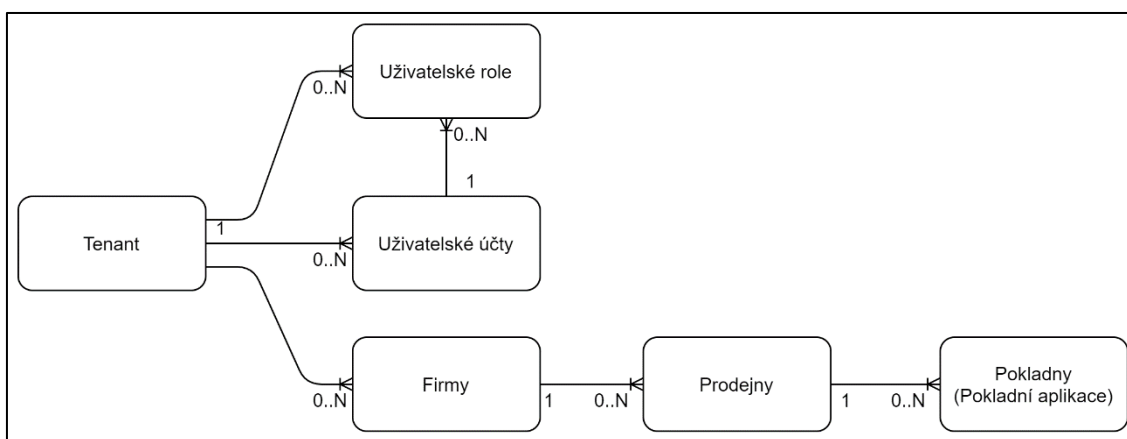 Uživatelské role
0..N
0..N
1
Tenant
1
Uživatelské účty
0..N
Firmy
0..N
1
Prodejny
0..N
1
Pokladny
(Pokladní aplikace)
0..N